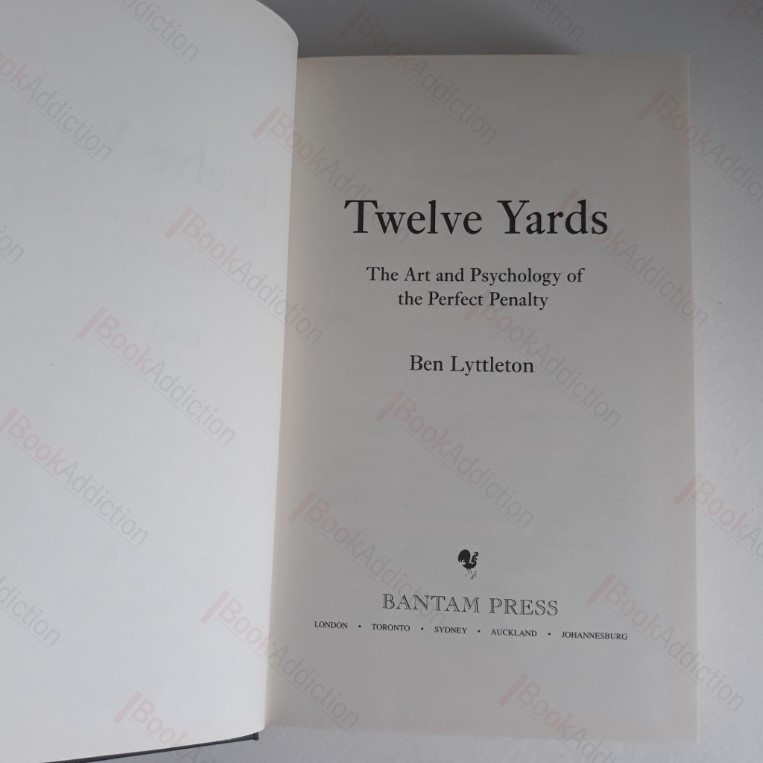 Twelve Yards
The Art and Psychology of
the Perfect Penalty
Ben Lyttleton
BANTAM PRESS
LONDON • TORONTO • SYDNEY • AUCKLAND • JOHANNESBURG
BookAddiction